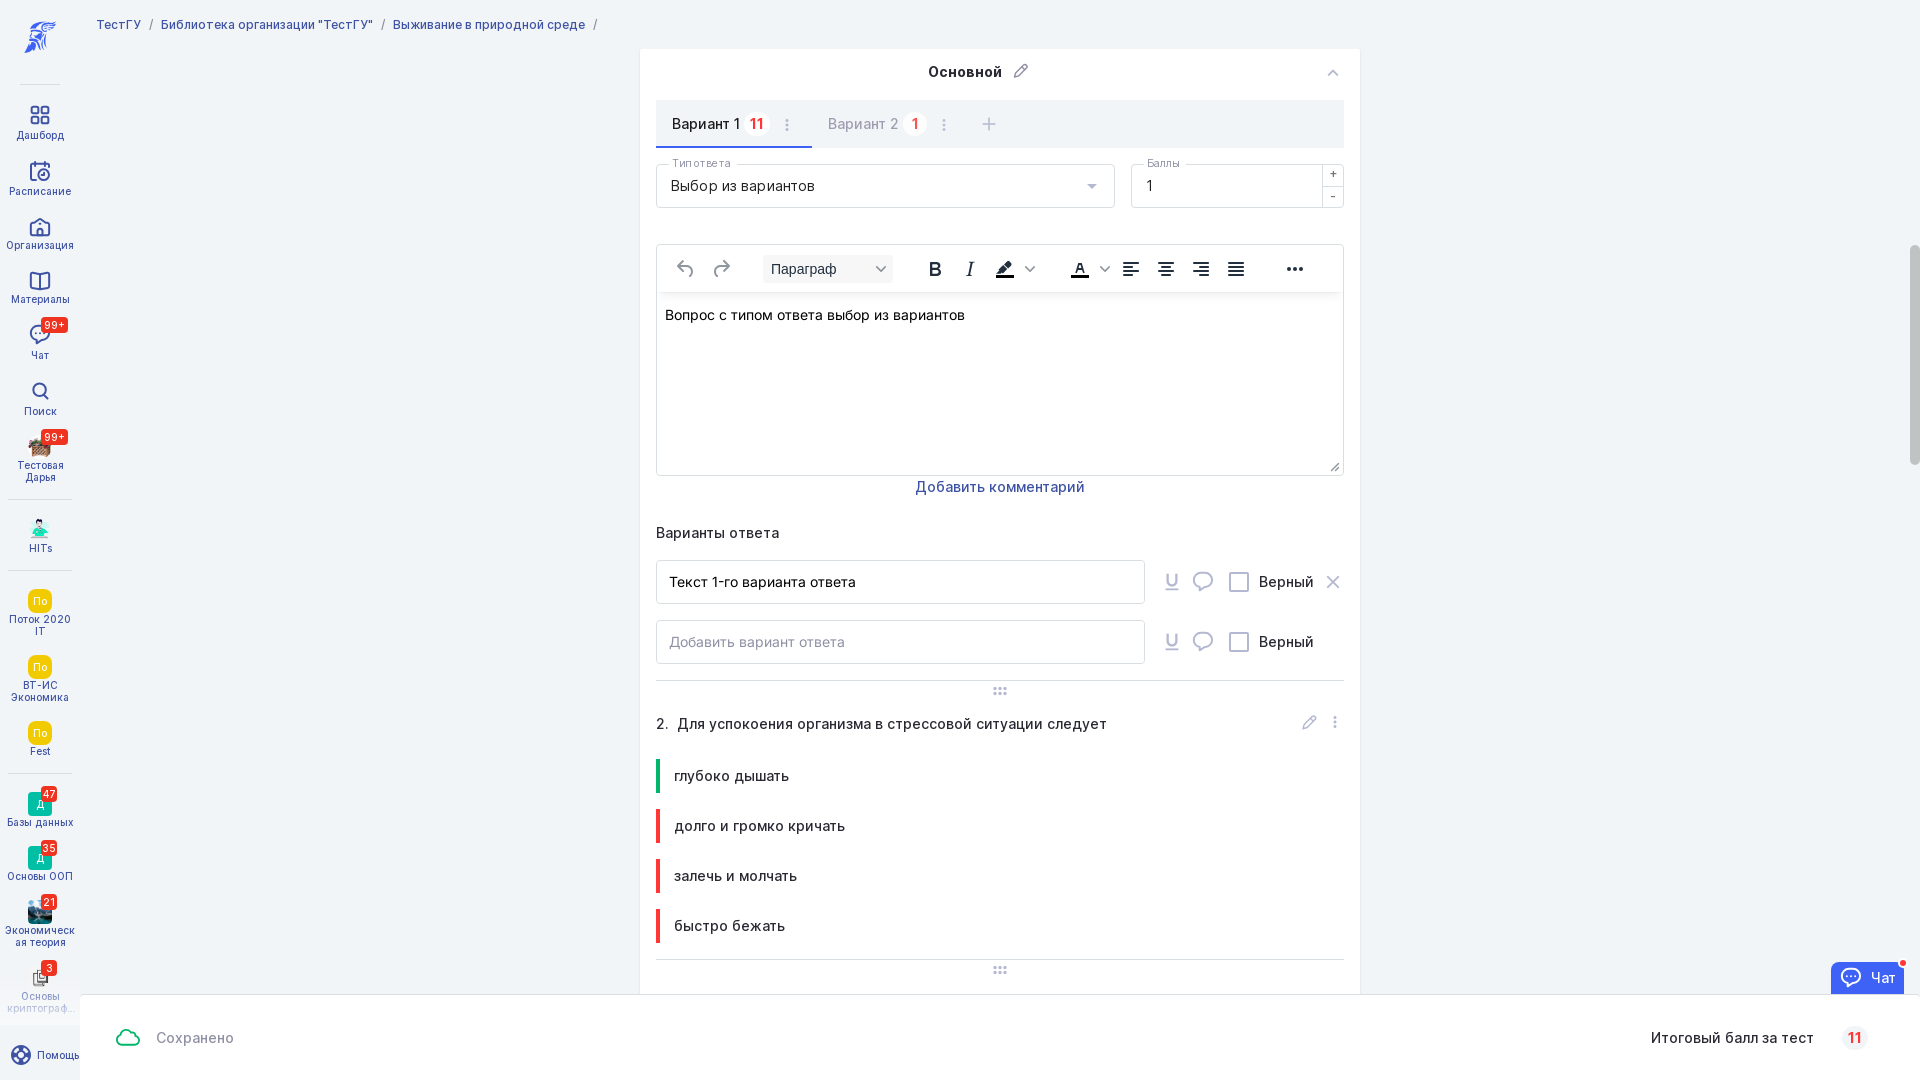 ТестГУ / Библиотека организации "ТестГУ" / Выживание в природной среде /
Дашборд
Расписание
Организация
Материалы
99+
Чат
Поиск
99+
Тестовая
Дарья
HITs
По
Поток 2020
IT
По
ВТ-ИС
Экономика
По
Fest
47
Д
Базы данных
35
Д
Основы ООП
21
Экономическ
ая теория
3
Основы
криптограф...
Помощь
Основной
Вариант 1 11
Вариант 2 1
Тип ответа
Выбор из вариантов
Баллы
1
+
-
Параграф
Вопрос с типом ответа выбор из вариантов
Добавить комментарий
Варианты ответа
Текст 1-го варианта ответа
Верный
Добавить вариант ответа
Верный
2. Для успокоения организма в стрессовой ситуации следует
глубоко дышать
долго и громко кричать
залечь и молчать
быстро бежать
Чат
Сохранено
Итоговый балл за тест 11